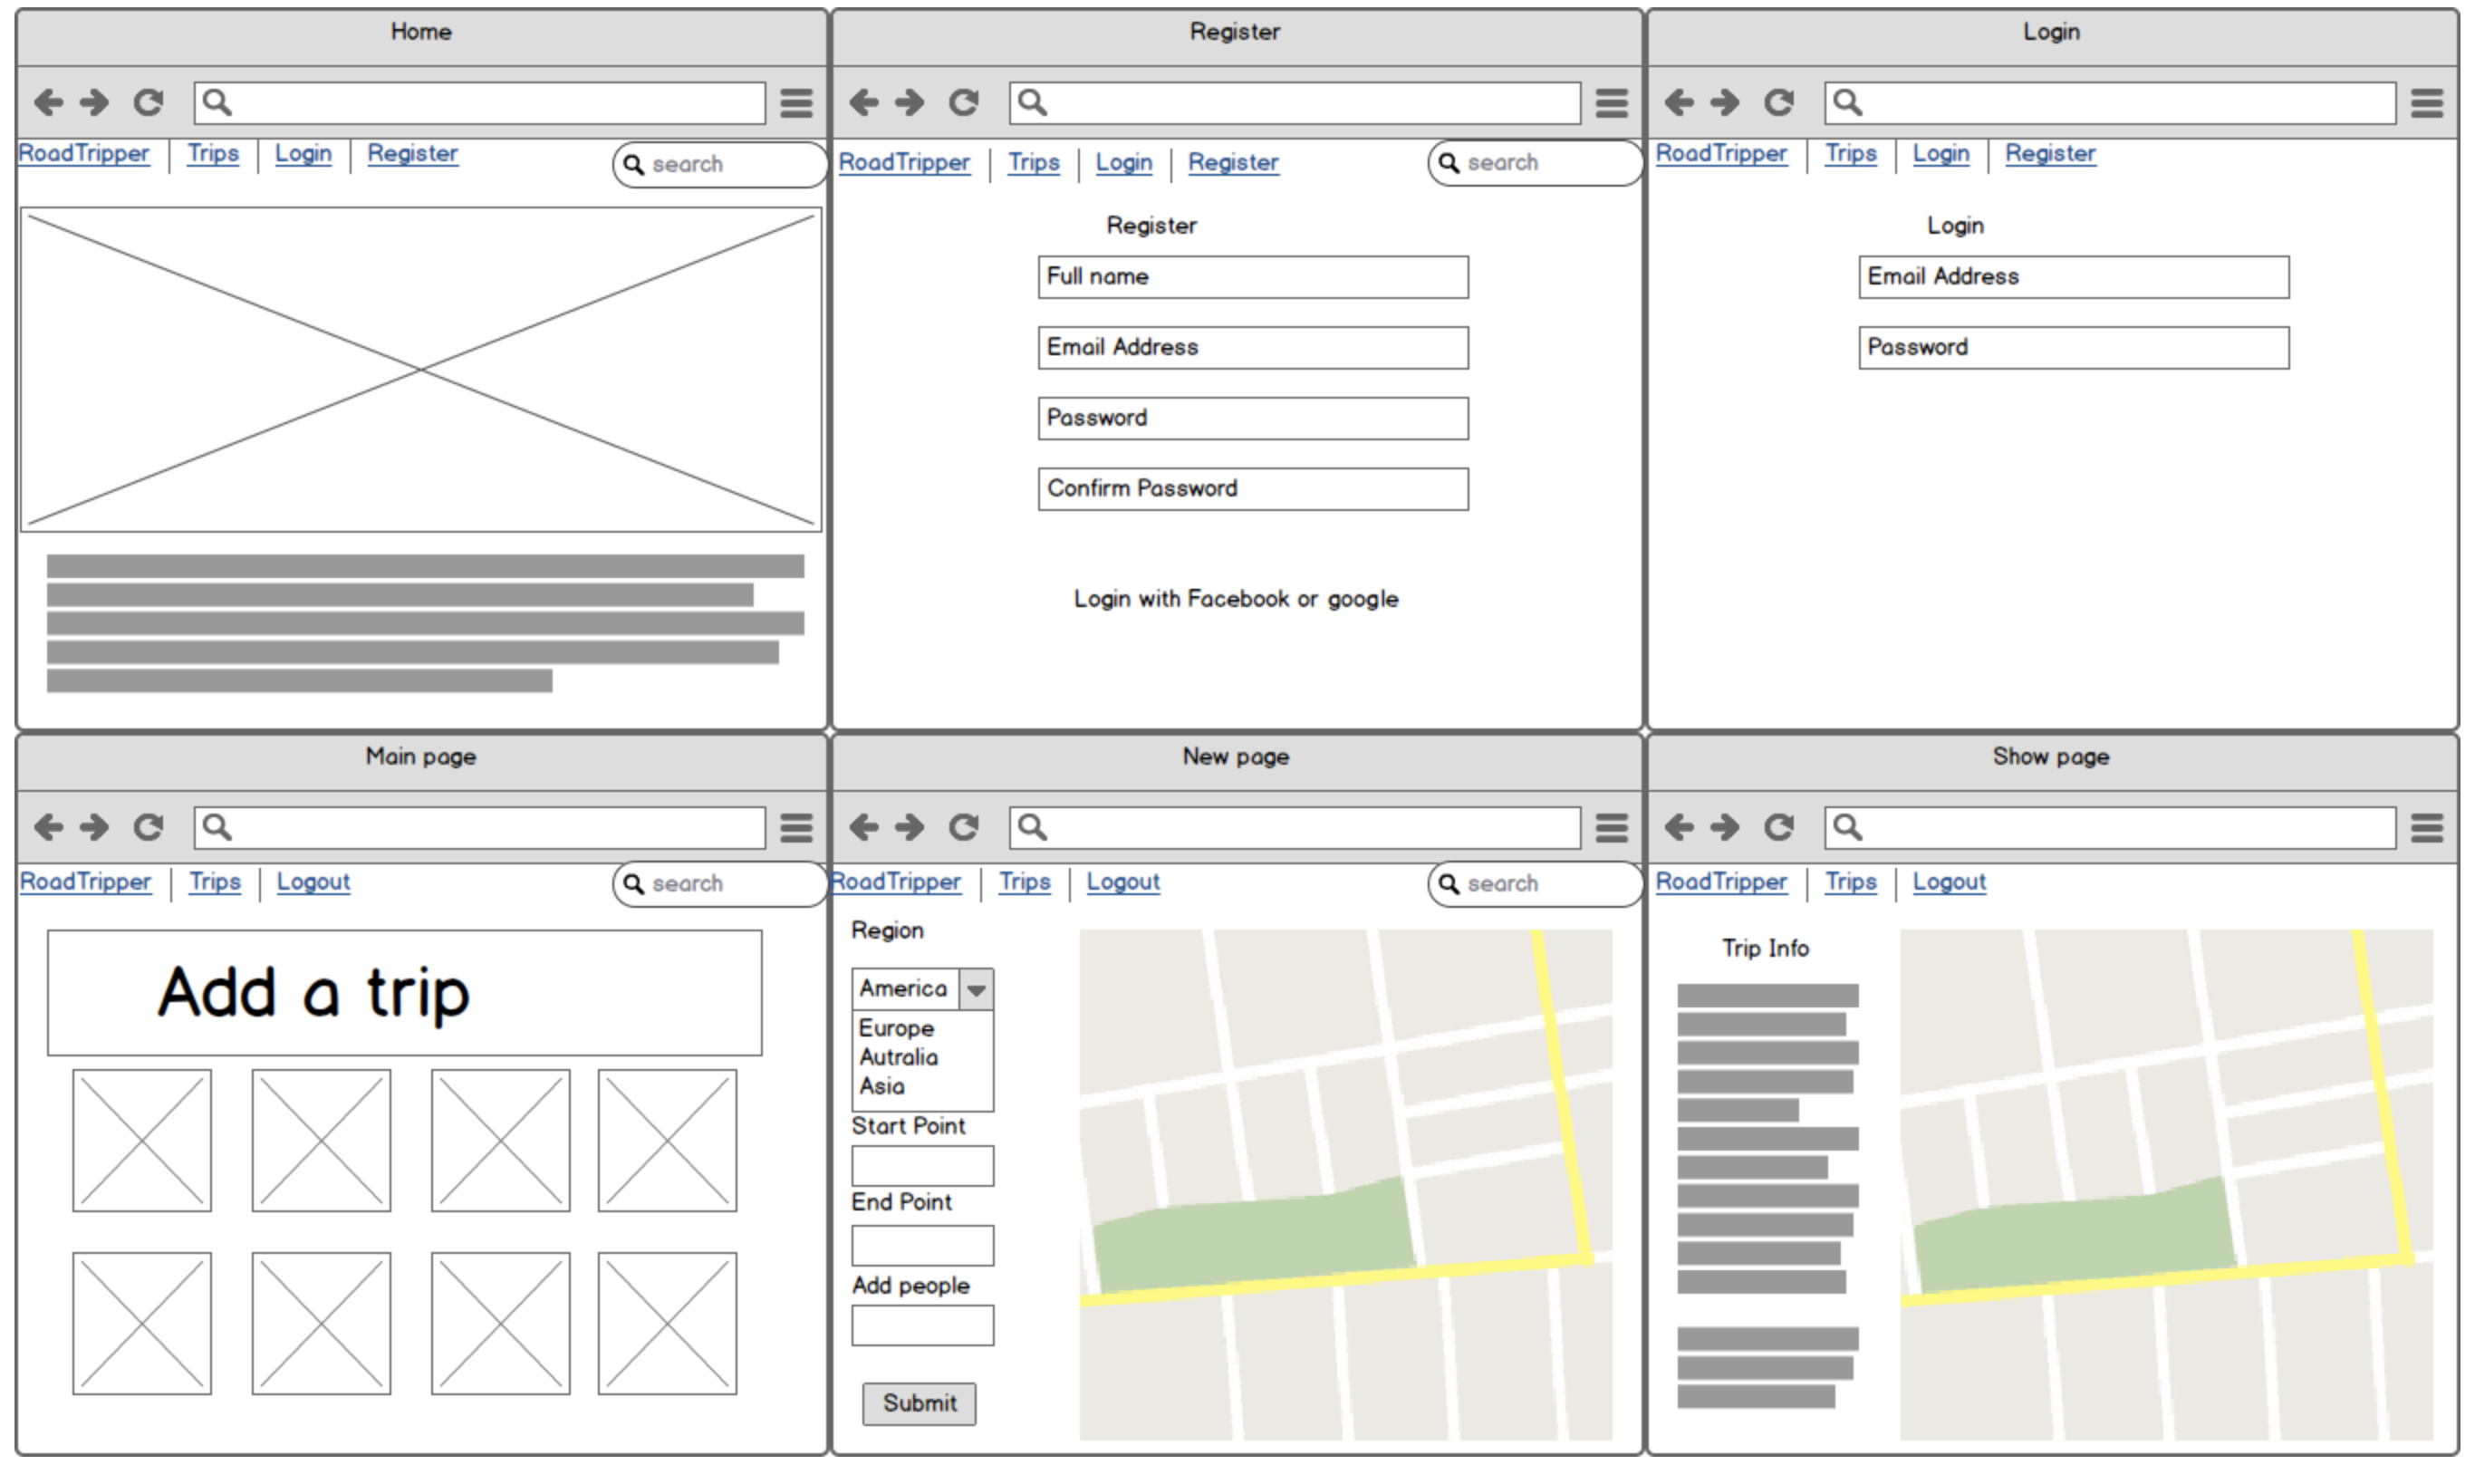 Home
RoadTripper Trips Login Register search
Register
RoadTripper Trips Login Register search
Register
Full name
Email Address
Password
Confirm Password
Login with Facebook or google
Login
RoadTripper Trips Login Register
Login
Email Address
Password
Main page
RoadTripper Trips Logout search
Add a trip
New page
RoadTripper Trips Logout search
Region
America
Europe
Autralia
Asia
Start Point
End Point
Add people
Submit
Show page
RoadTripper Trips Logout
Trip Info